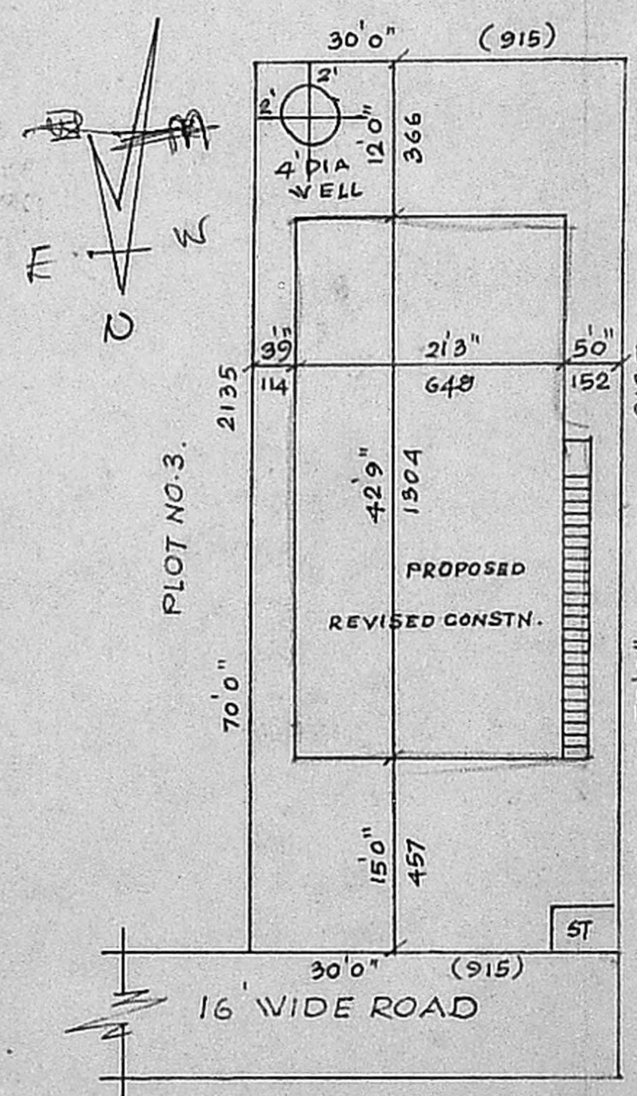 30'0" (915)
2'
2'
4' DIA
WELL
12'0"
366
E
W
N
3'9"
114
21'3"
648
5'0"
152
2135
PLOT NO.3.
70'0"
42'9"
1304
PROPOSED
REVISED CONSTN.
15'0"
457
ST
30'0" (915)
16' WIDE ROAD